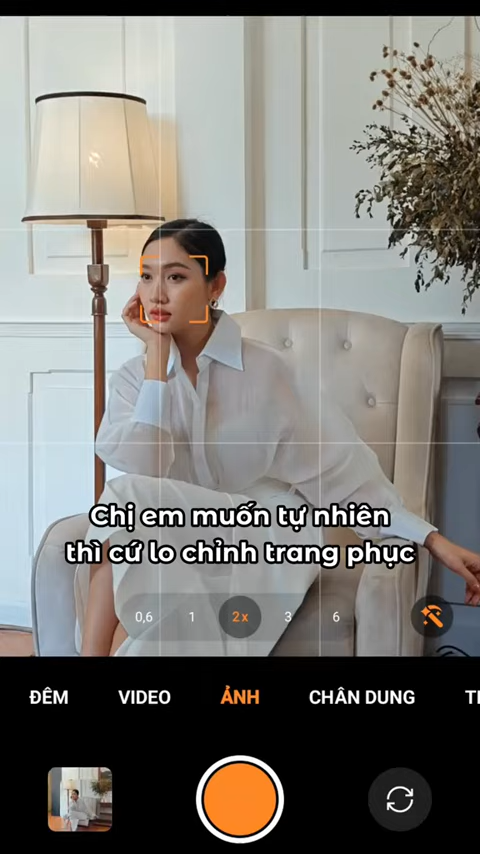 Chị em muốn tự nhiên
thì cứ lo chỉnh trang phục
0,6 1 2x 3 6
ĐÊM VIDEO ẢNH CHÂN DUNG